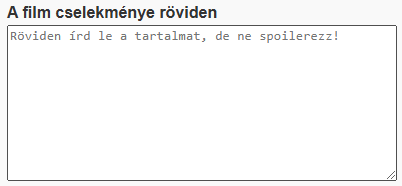 A film cselekménye röviden
Röviden írd le a tartalmat, de ne spoilerezz!